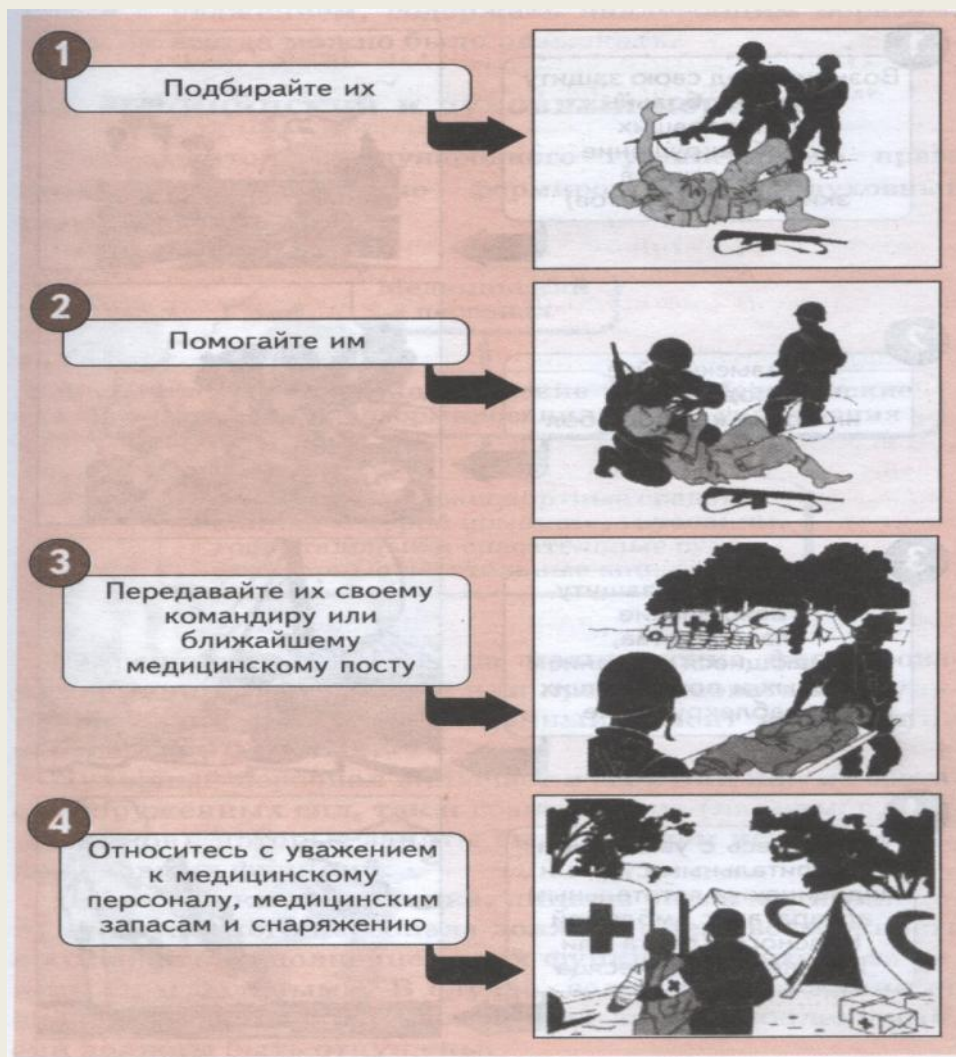 1
Подбирайте их
2
Помогайте им
3
Передавайте их своему
командиру или
ближайшему
медицинскому посту
4
Относитесь с уважением
к медицинскому
персоналу, медицинским
запасам и снаряжению